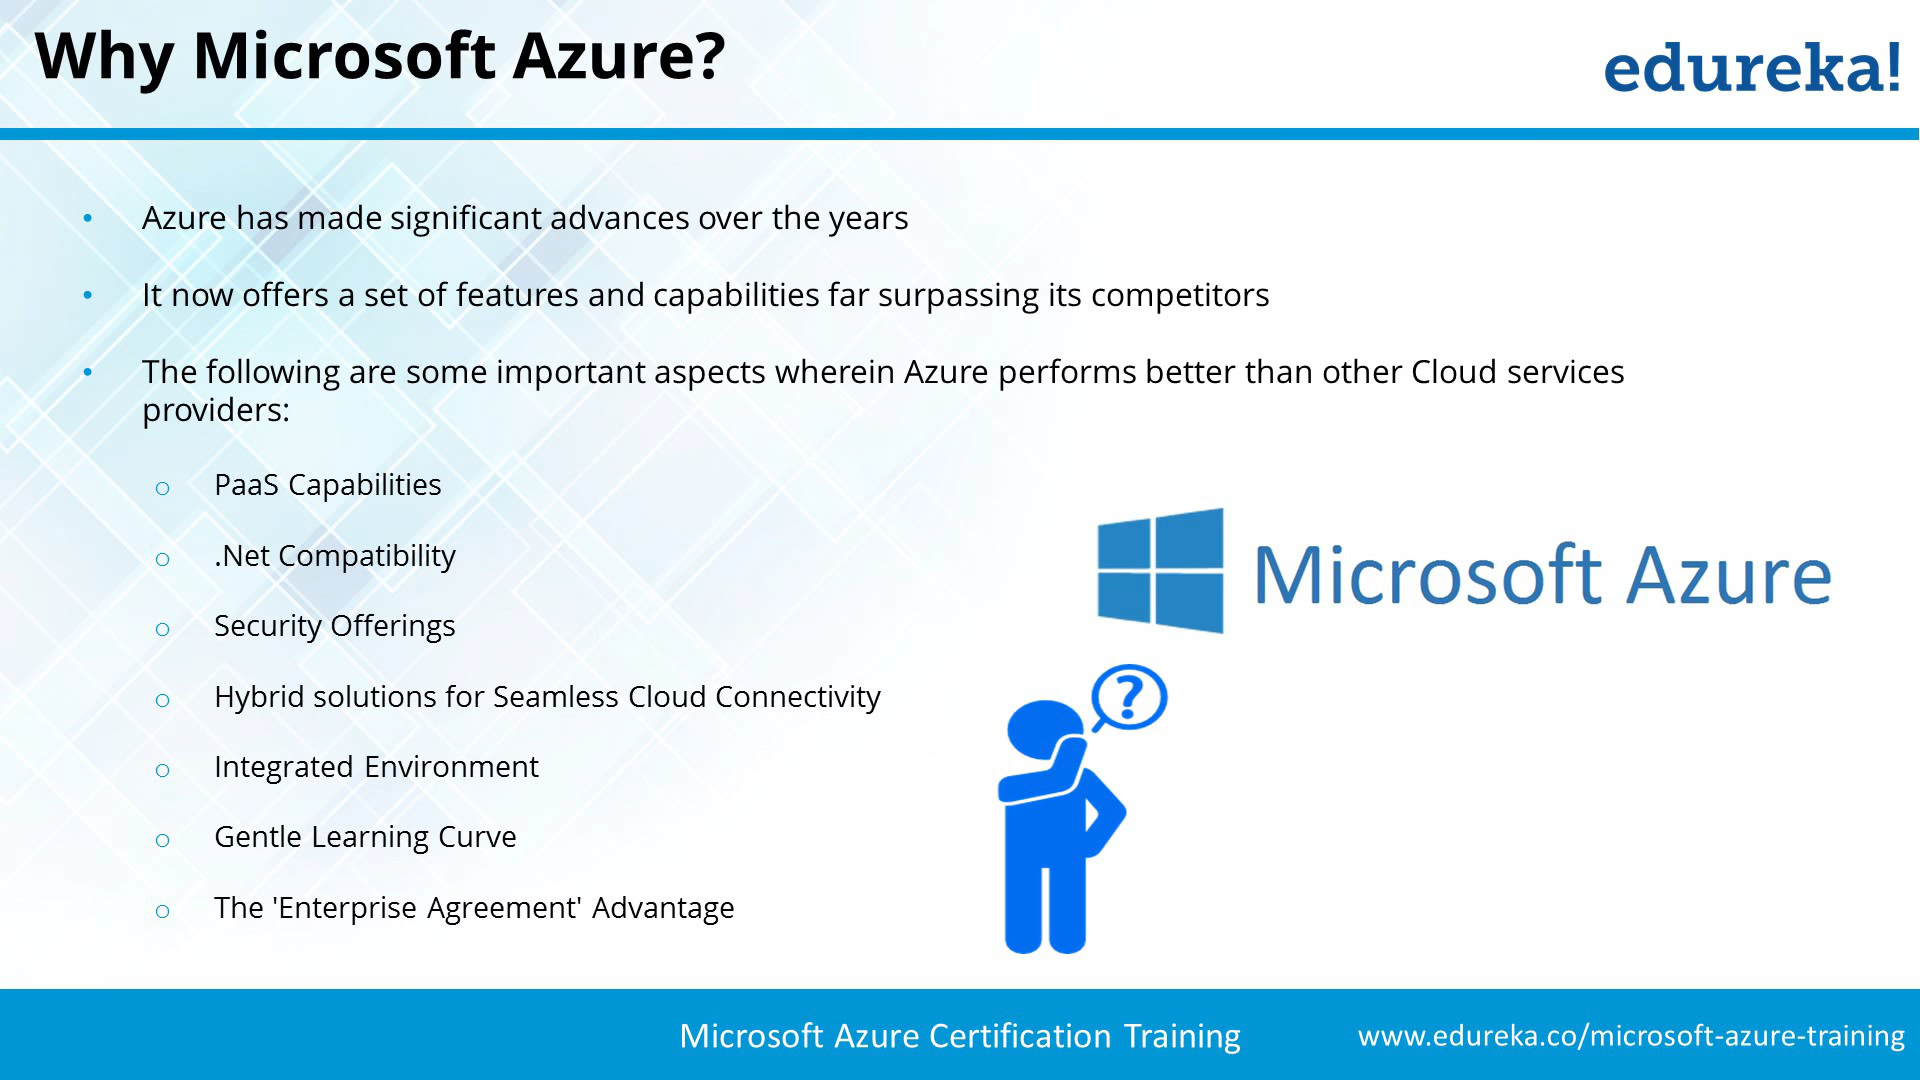 Why Microsoft Azure?
edureka!
• Azure has made significant advances over the years
• It now offers a set of features and capabilities far surpassing its competitors
• The following are some important aspects wherein Azure performs better than other Cloud services
providers:
o PaaS Capabilities
o .Net Compatibility
o Security Offerings
o Hybrid solutions for Seamless Cloud Connectivity
o Integrated Environment
o Gentle Learning Curve
o The 'Enterprise Agreement' Advantage
Microsoft Azure
?
Microsoft Azure Certification Training
www.edureka.co/microsoft-azure-training